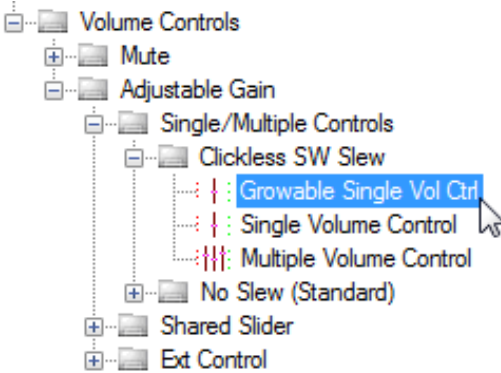 Volume Controls
Mute
Adjustable Gain
Single/Multiple Controls
Clickless SW Slew
Growable Single Vol Ctrl
Single Volume Control
Multiple Volume Control
No Slew (Standard)
Shared Slider
Ext Control